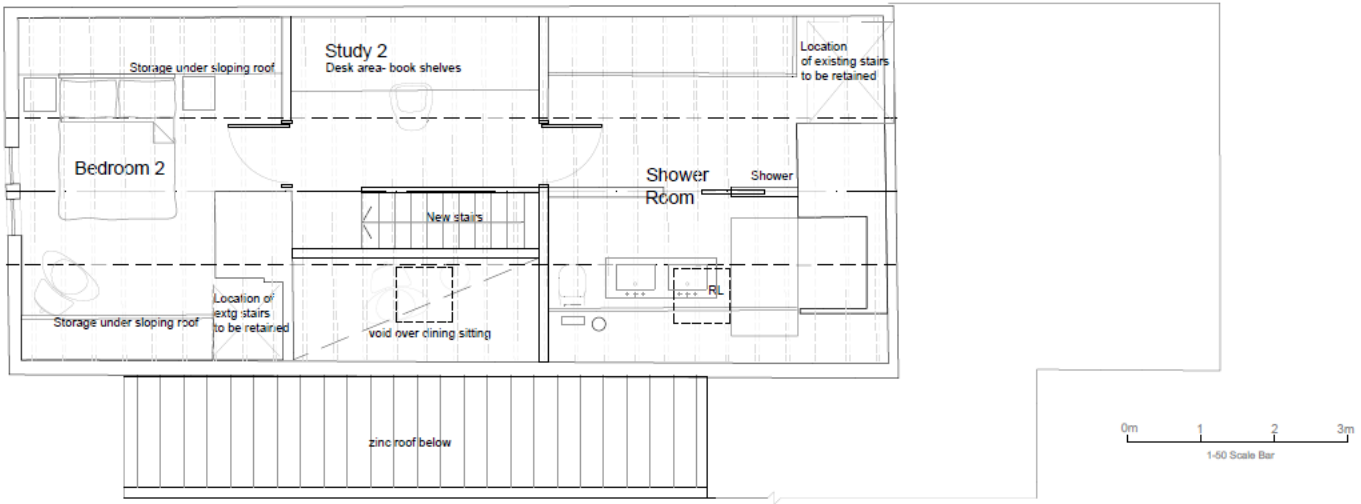 Study 2
Desk area- book shelves
Storage under sloping roof
Location
of existing stairs
to be retained
Bedroom 2
Shower
Room
Shower
New stairs
RL
Location of
extg stairs
to be retained
Storage under sloping roof
void over dining sitting
zinc roof below
0m 1 2 3m
1-50 Scale Bar